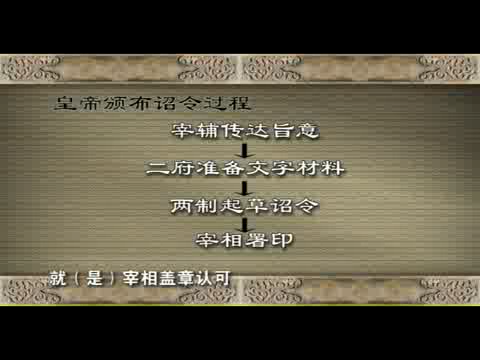 皇帝颁布诏令过程
宰辅传达旨意
二府准备文字材料
两制起草诏令
宰相署印
就（是）宰相盖章认可